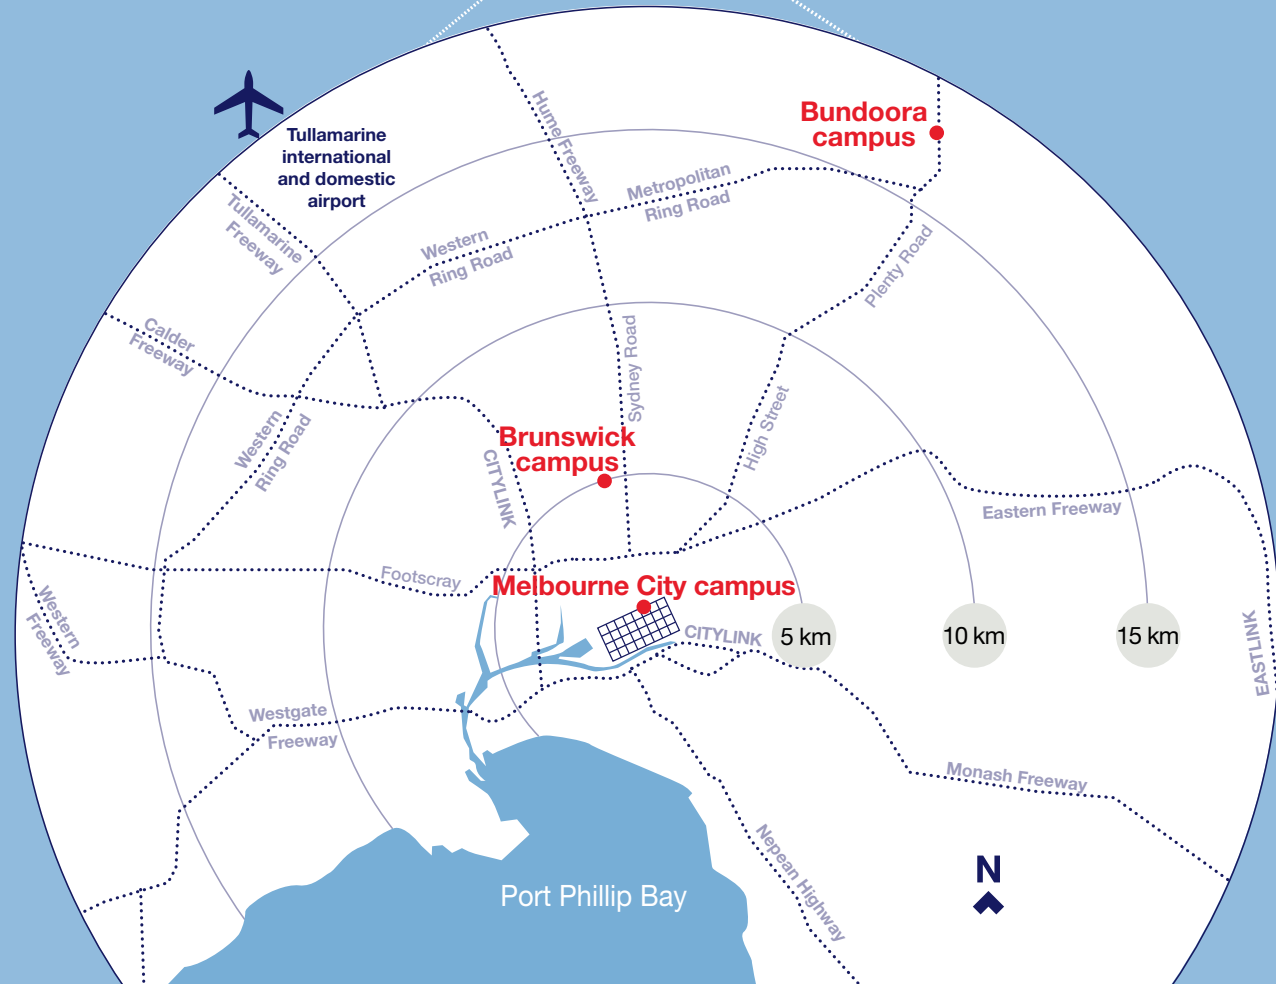 Bundoora
campus
Tullamarine
international
and domestic
airport
Hume Freeway
Metropolitan
Ring Road
Tullamarine
Freeway
Western
Ring Road
Plenty Road
Calder
Freeway
Sydney Road
High Street
Western
Ring Road
Brunswick
campus
CITYLINK
Eastern Freeway
Footscray
Melbourne City campus
Western
Freeway
CITYLINK
5 km
10 km
15 km
EASTLINK
Westgate
Freeway
Monash Freeway
Nepean Highway
N
Port Phillip Bay